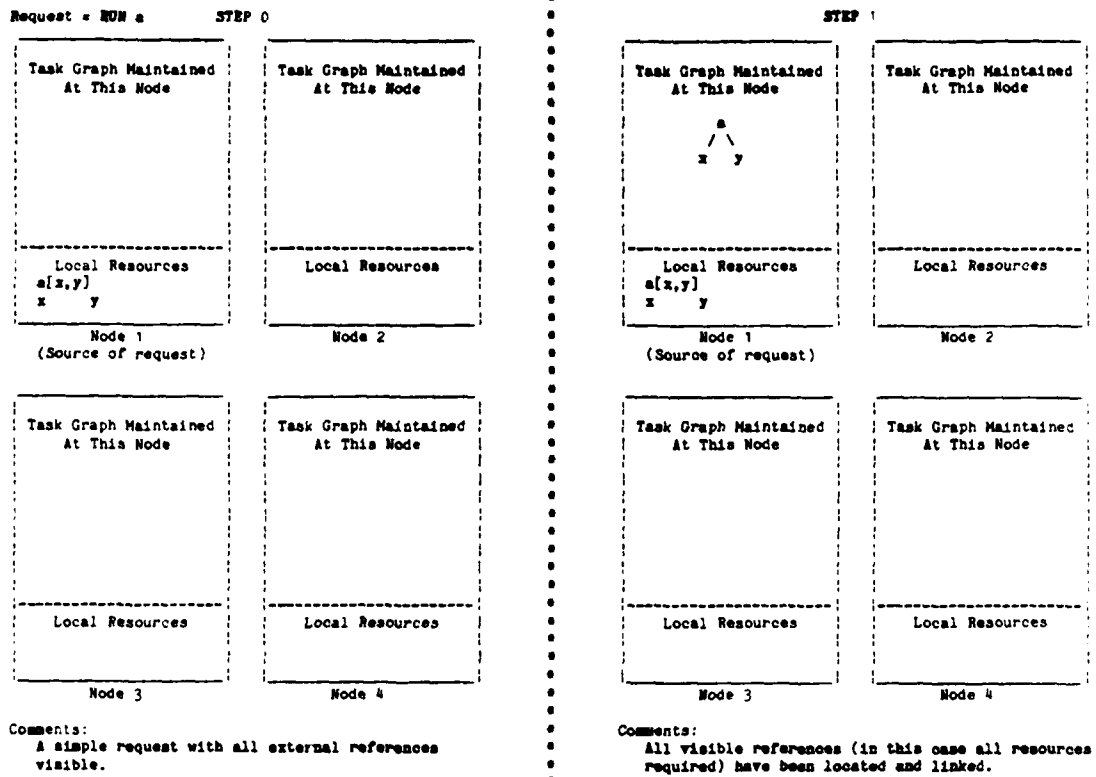 Request = RUN a STEP 0
Task Graph Maintained
At This Node
Task Graph Maintained
At This Node
Local Resources
a[x,y]
x y
Local Resources
Node 1
(Source of request)
Node 2
Task Graph Maintained
At This Node
Task Graph Maintained
At This Node
Local Resources
Local Resources
Node 3
Node 4
Comments:
A simple request with all external references
visible.
STEP 1
Task Graph Maintained
At This Node
a
/ \
x y
Task Graph Maintained
At This Node
Local Resources
a[x,y]
x y
Local Resources
Node 1
(Source of request)
Node 2
Task Graph Maintained
At This Node
Task Graph Maintained
At This Node
Local Resources
Local Resources
Node 3
Node 4
Comments:
All visible references (in this case all resources
required) have been located and linked.